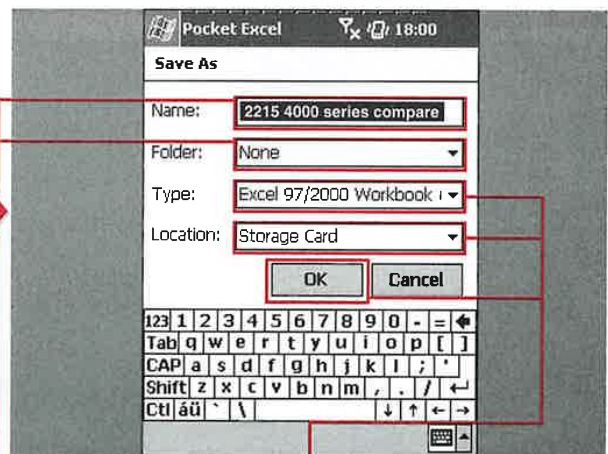 Pocket Excel 18:00
Save As
Name: 2215 4000 series compare
Folder: None
Type: Excel 97/2000 Workbook (
Location: Storage Card
OK Cancel
123 1 2 3 4 5 6 7 8 9 0 - =
Tab q w e r t y u i o p [ ]
CAP a s d f g h j k l ; '
Shift z x c v b n m , . /
Ctl áü ` \